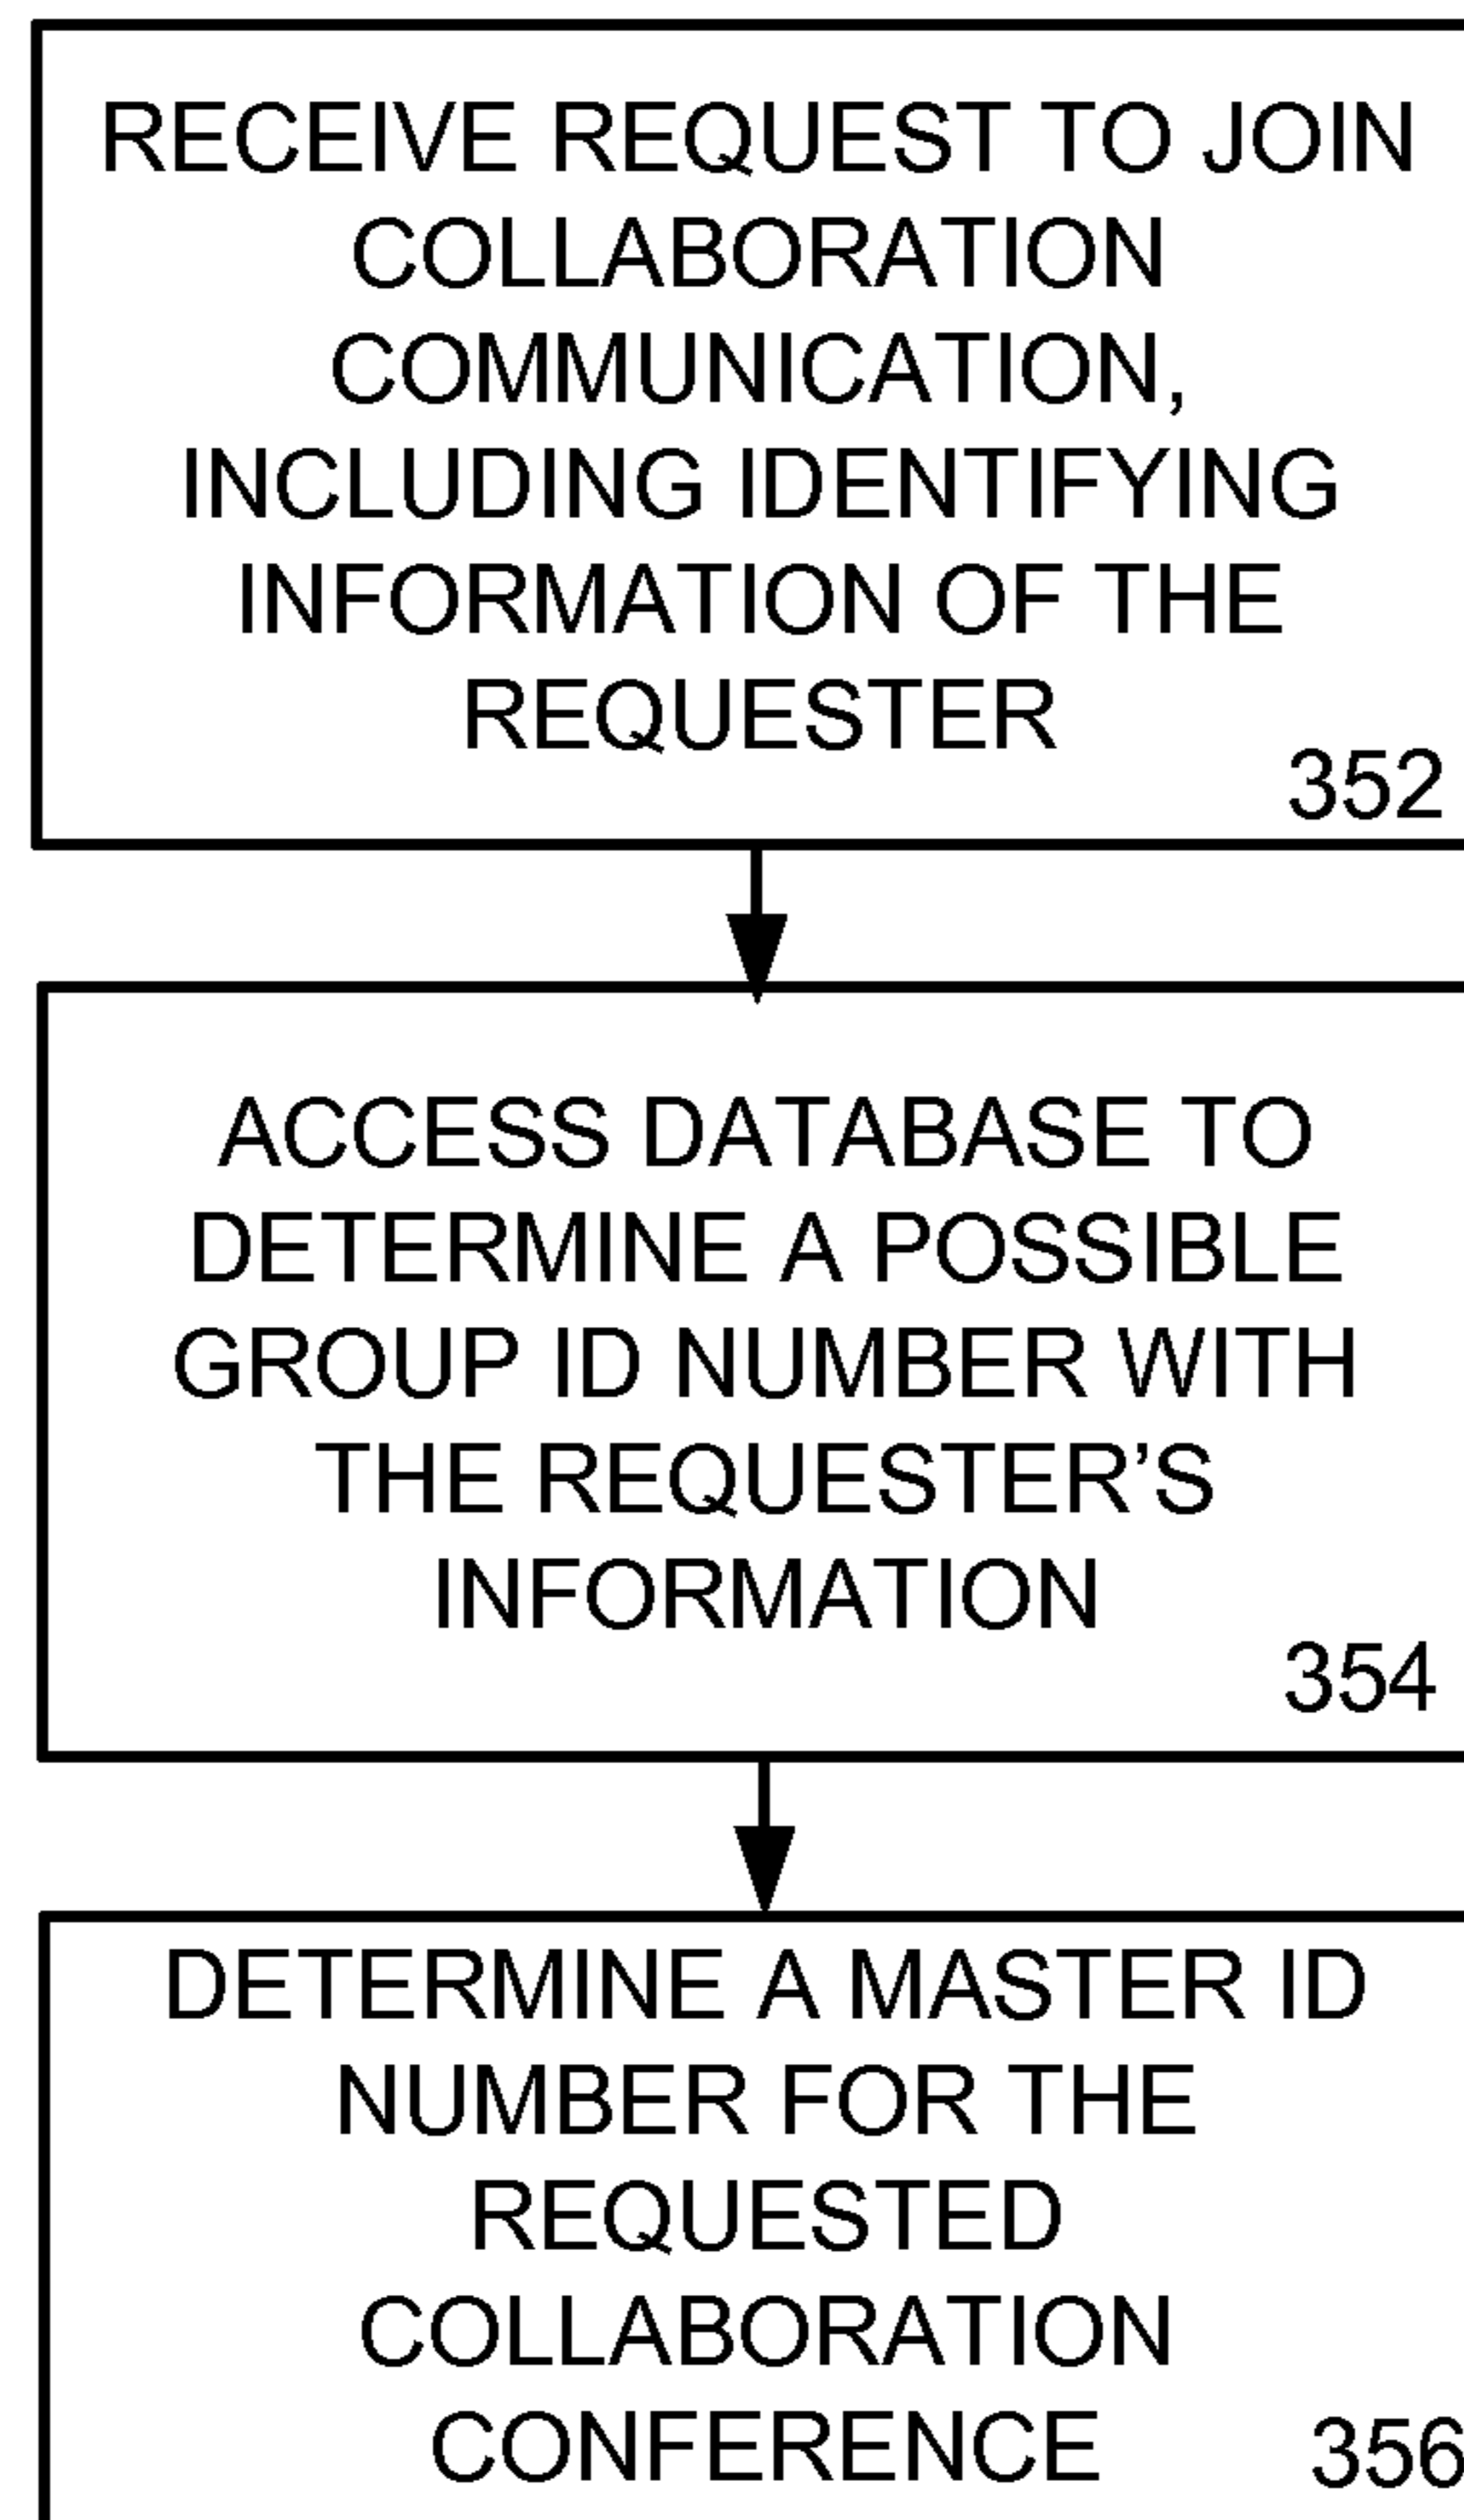 RECEIVE REQUEST TO JOIN
COLLABORATION
COMMUNICATION,
INCLUDING IDENTIFYING
INFORMATION OF THE
REQUESTER
352
ACCESS DATABASE TO
DETERMINE A POSSIBLE
GROUP ID NUMBER WITH
THE REQUESTER’S
INFORMATION
354
DETERMINE A MASTER ID
NUMBER FOR THE
REQUESTED
COLLABORATION
CONFERENCE
356